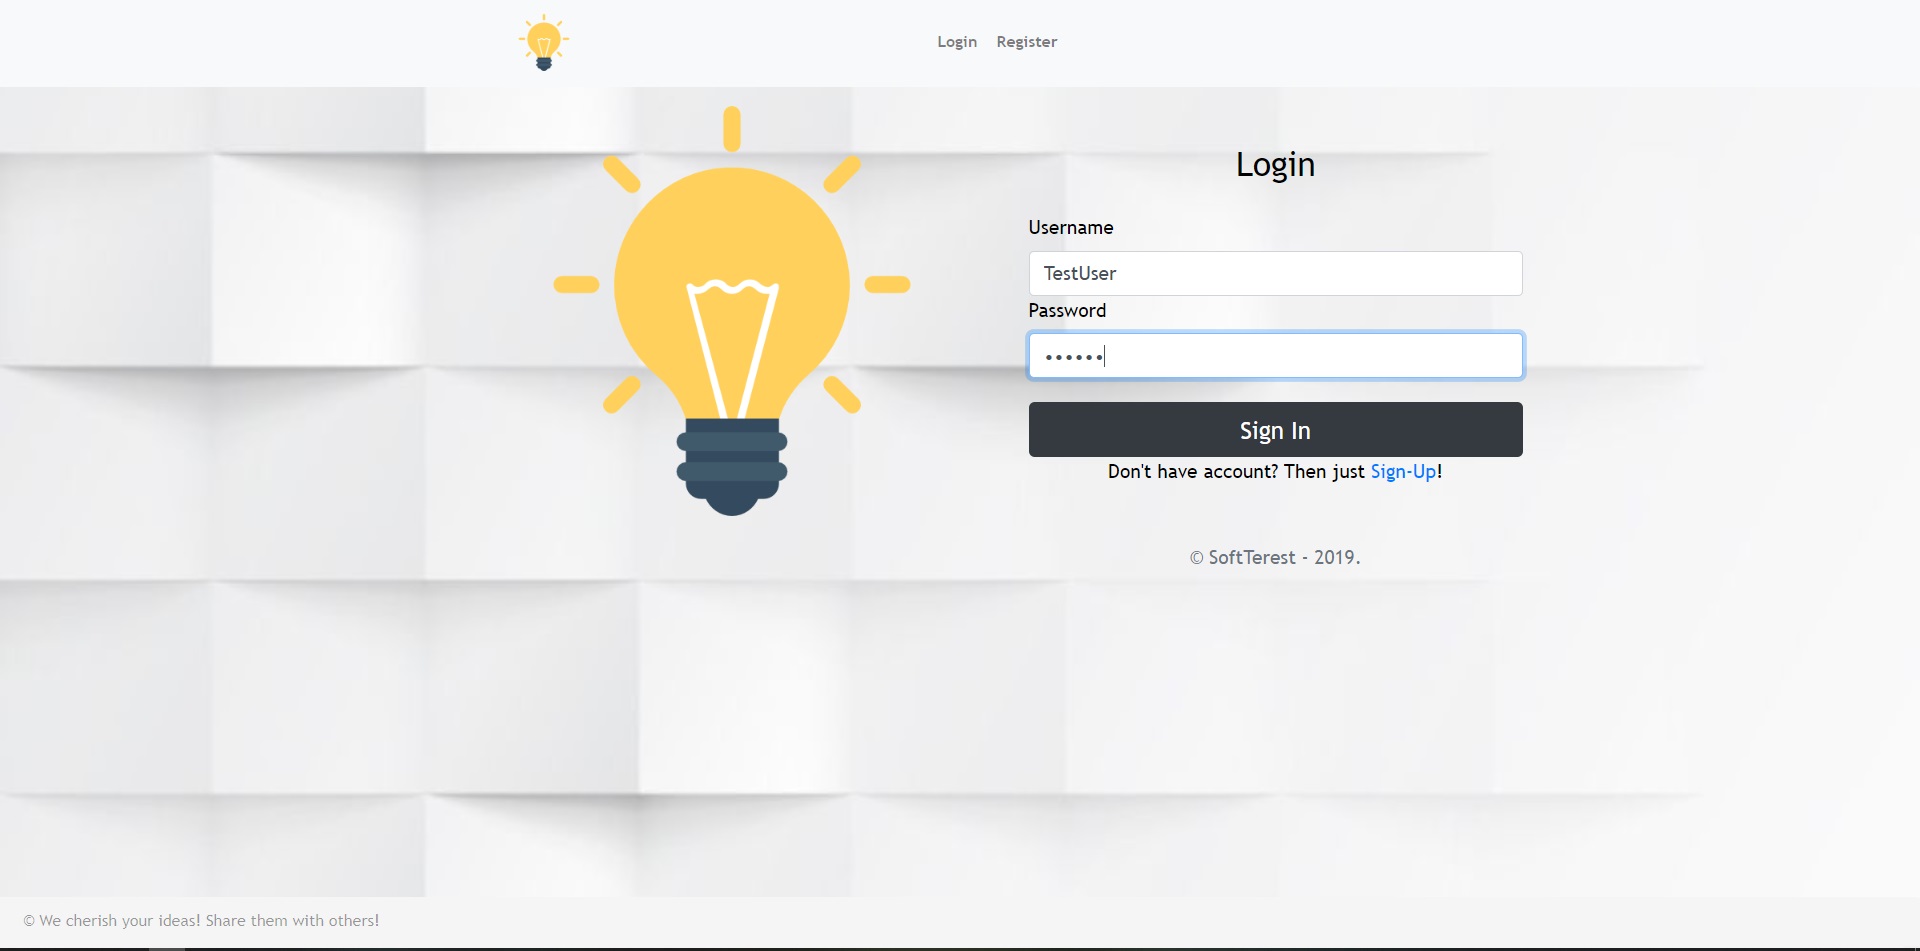 Login Register
Login
Username
TestUser
Password
••••••
Sign In
Don't have account? Then just Sign-Up!
© SoftTerest - 2019.
© We cherish your ideas! Share them with others!